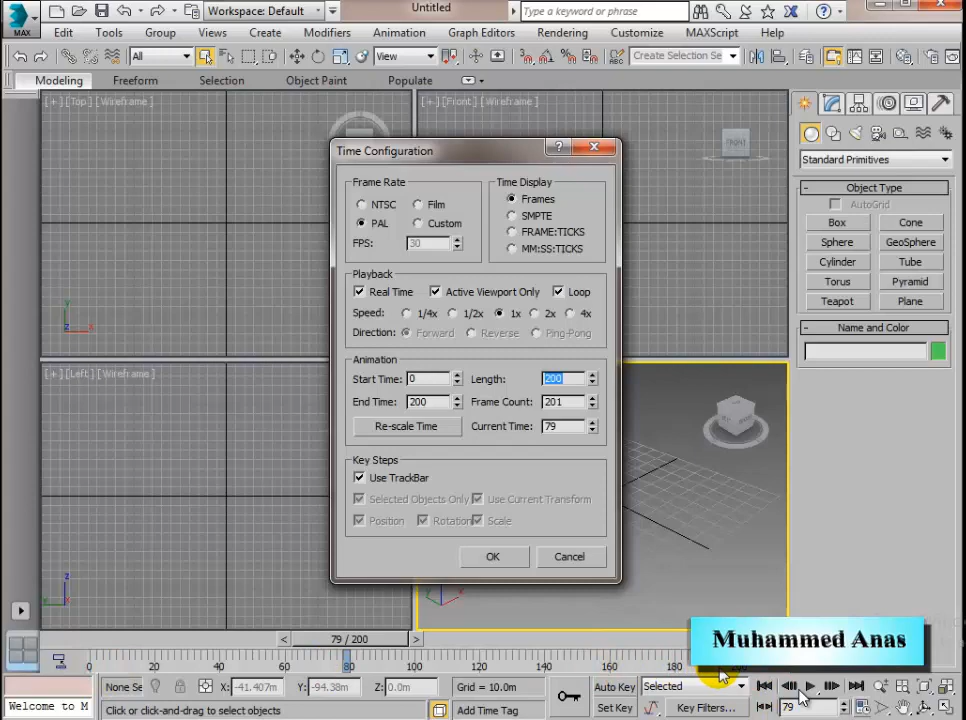 MAX Workspace: Default Untitled Type a keyword or phrase
Edit Tools Group Views Create Modifiers Animation Graph Editors Rendering Customize MAXScript Help
All View Create Selection Se
Modeling Freeform Selection Object Paint Populate
[+] [Top] [Wireframe]
[+] [Front] [Wireframe]
FRONT
Time Configuration
Frame Rate
NTSC Film
PAL Custom
FPS: 30
Time Display
Frames
SMPTE
FRAME:TICKS
MM:SS:TICKS
Playback
Real Time Active Viewport Only Loop
Speed: 1/4x 1/2x 1x 2x 4x
Direction: Forward Reverse Ping-Pong
Animation
Start Time: 0 Length: 200
End Time: 200 Frame Count: 201
Re-scale Time Current Time: 79
Key Steps
Use TrackBar
Selected Objects Only Use Current Transform
Position Rotation Scale
OK Cancel
Standard Primitives
- Object Type
AutoGrid
Box Cone
Sphere GeoSphere
Cylinder Tube
Torus Pyramid
Teapot Plane
- Name and Color
y
x
z
[+] [Left] [Wireframe]
z
y
x
< 79 / 200 >
Muhammed Anas
0 20 40 60 80 100 120 140 160 180
None Se X: -41.407m Y: -94.38m Z: 0.0m Grid = 10.0m Auto Key Selected
Welcome to M Click or click-and-drag to select objects Add Time Tag Set Key Key Filters... 79